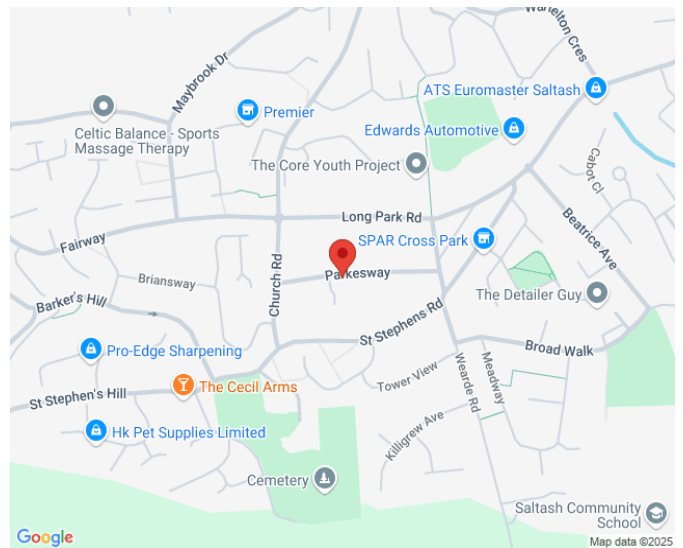 Warfelton Cres
Maybrook Dr
ATS Euromaster Saltash
Premier
Edwards Automotive
Celtic Balance - Sports
Massage Therapy
The Core Youth Project
Cabot Cl
Long Park Rd
Beatrice Ave
Fairway
SPAR Cross Park
Church Rd
Parkesway
Briansway
Barker's Hill
The Detailer Guy
St Stephens Rd
Pro-Edge Sharpening
Broad Walk
Wearde Rd
Meadway
The Cecil Arms
Tower View
St Stephen's Hill
Killigrew Ave
Hk Pet Supplies Limited
Cemetery
Saltash Community
School
Google
Map data ©2025